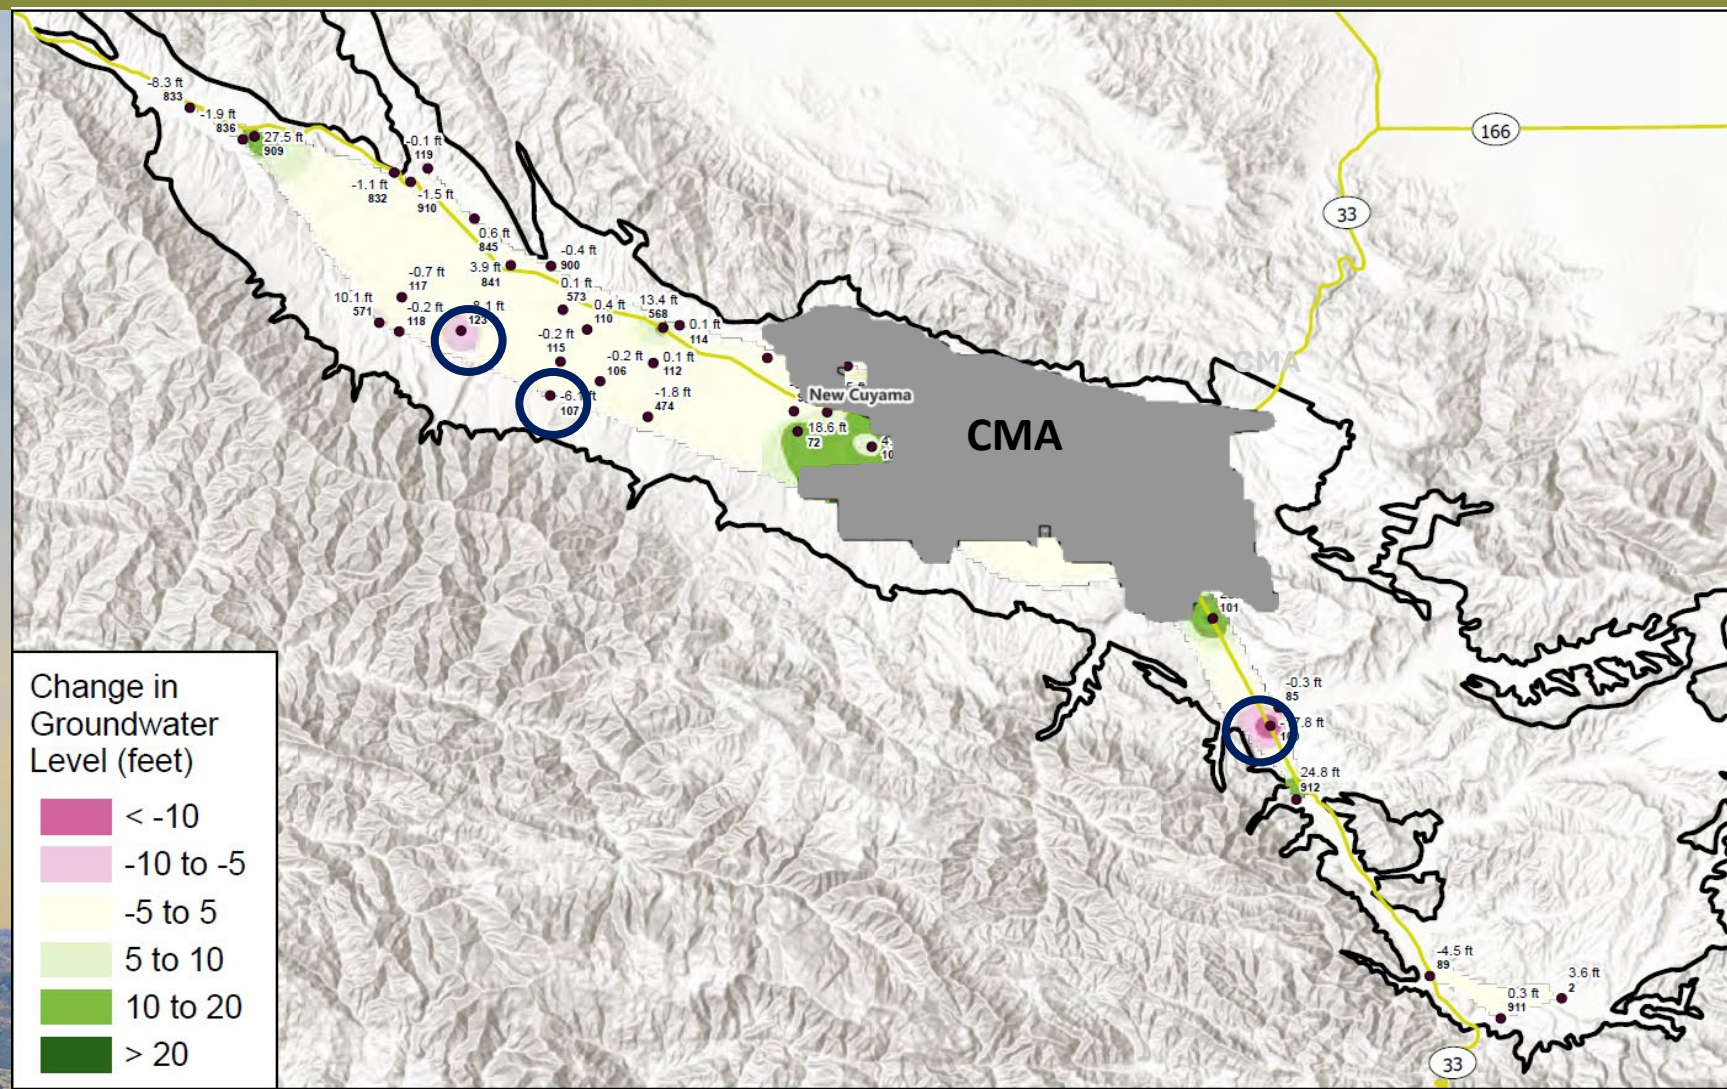 -8.3 ft
833
-1.9 ft
836
27.5 ft
909
-0.1 ft
119
-1.1 ft
832
-1.5 ft
910
0.6 ft
845
-0.4 ft
900
3.9 ft
841
0.1 ft
573
-0.7 ft
117
10.1 ft
571
-0.2 ft
118
123
0.4 ft
110
13.4 ft
568
0.1 ft
114
-0.2 ft
115
-0.2 ft
106
0.1 ft
112
107
-1.8 ft
474
New Cuyama
18.6 ft
72
CMA
166
33
101
-0.3 ft
85
24.8 ft
912
-4.5 ft
89
3.6 ft
2
0.3 ft
911
33
Change in
Groundwater
Level (feet)
< -10
-10 to -5
-5 to 5
5 to 10
10 to 20
> 20